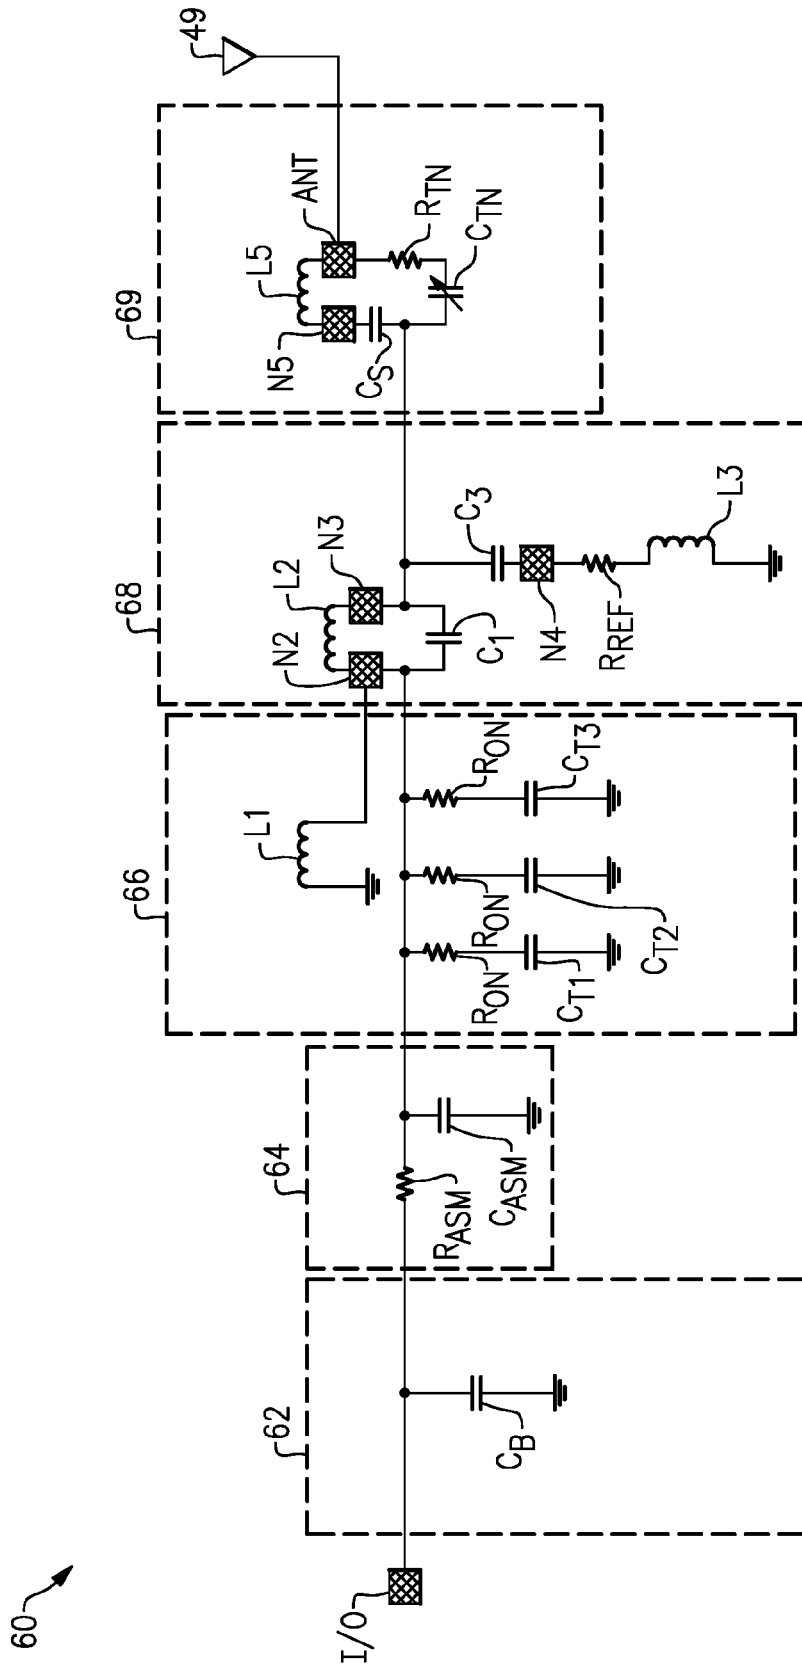 60
I/O
62
C_B
64
R_ASM
C_ASM
66
L1
R_ON
R_ON
R_ON
C_T1
C_T2
C_T3
68
N2
L2
N3
C_1
C_3
N4
R_REF
L3
69
N5
L5
ANT
C_S
R_TN
C_TN
49